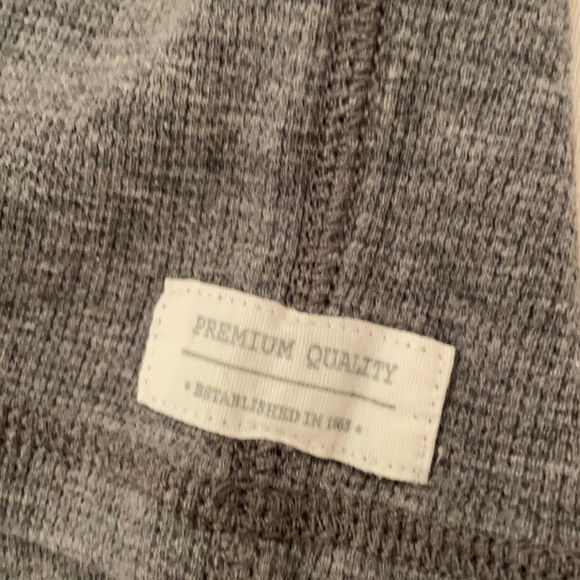 PREMIUM QUALITY
• ESTABLISHED IN